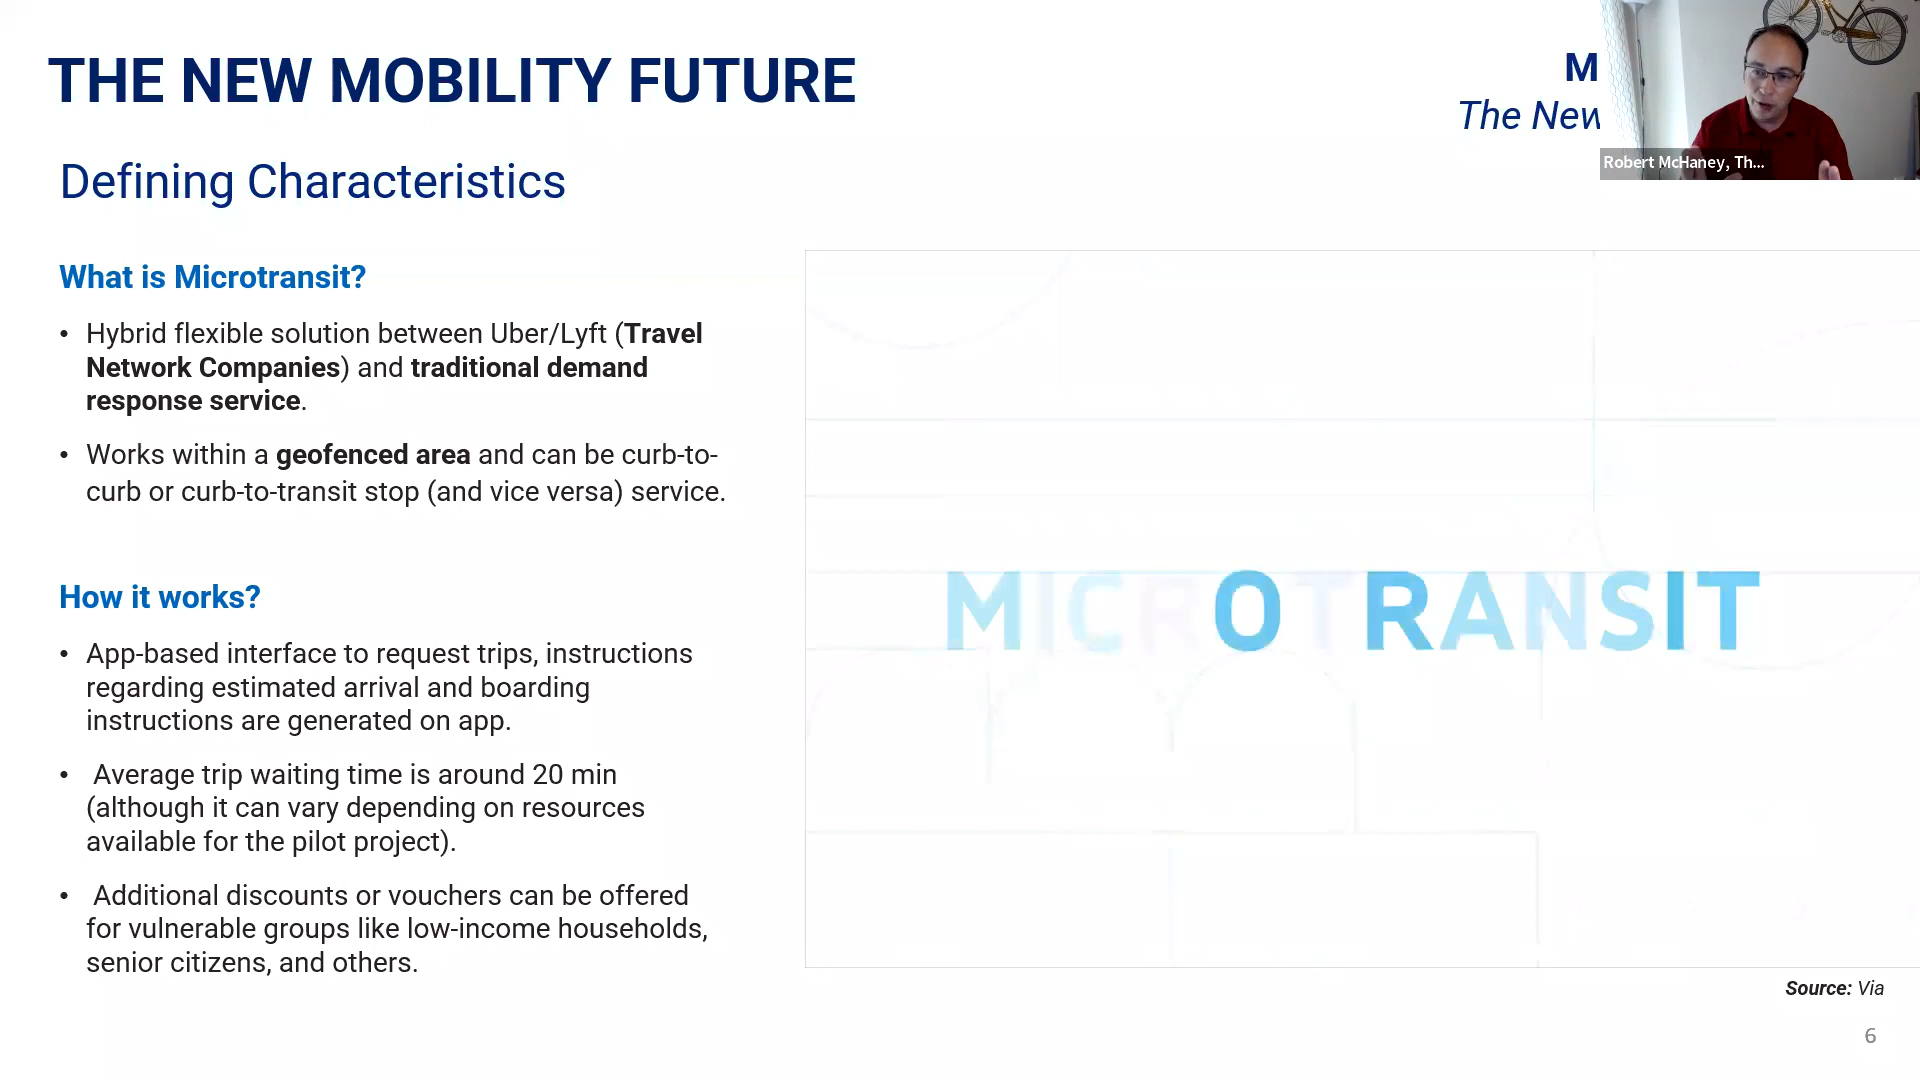 THE NEW MOBILITY FUTURE
M
The New
Robert McHaney, Th...
Defining Characteristics
What is Microtransit?
• Hybrid flexible solution between Uber/Lyft (Travel
Network Companies) and traditional demand
response service.
• Works within a geofenced area and can be curb-to-
curb or curb-to-transit stop (and vice versa) service.
MICROTRANSIT
How it works?
• App-based interface to request trips, instructions
regarding estimated arrival and boarding
instructions are generated on app.
• Average trip waiting time is around 20 min
(although it can vary depending on resources
available for the pilot project).
• Additional discounts or vouchers can be offered
for vulnerable groups like low-income households,
senior citizens, and others.
Source: Via
6